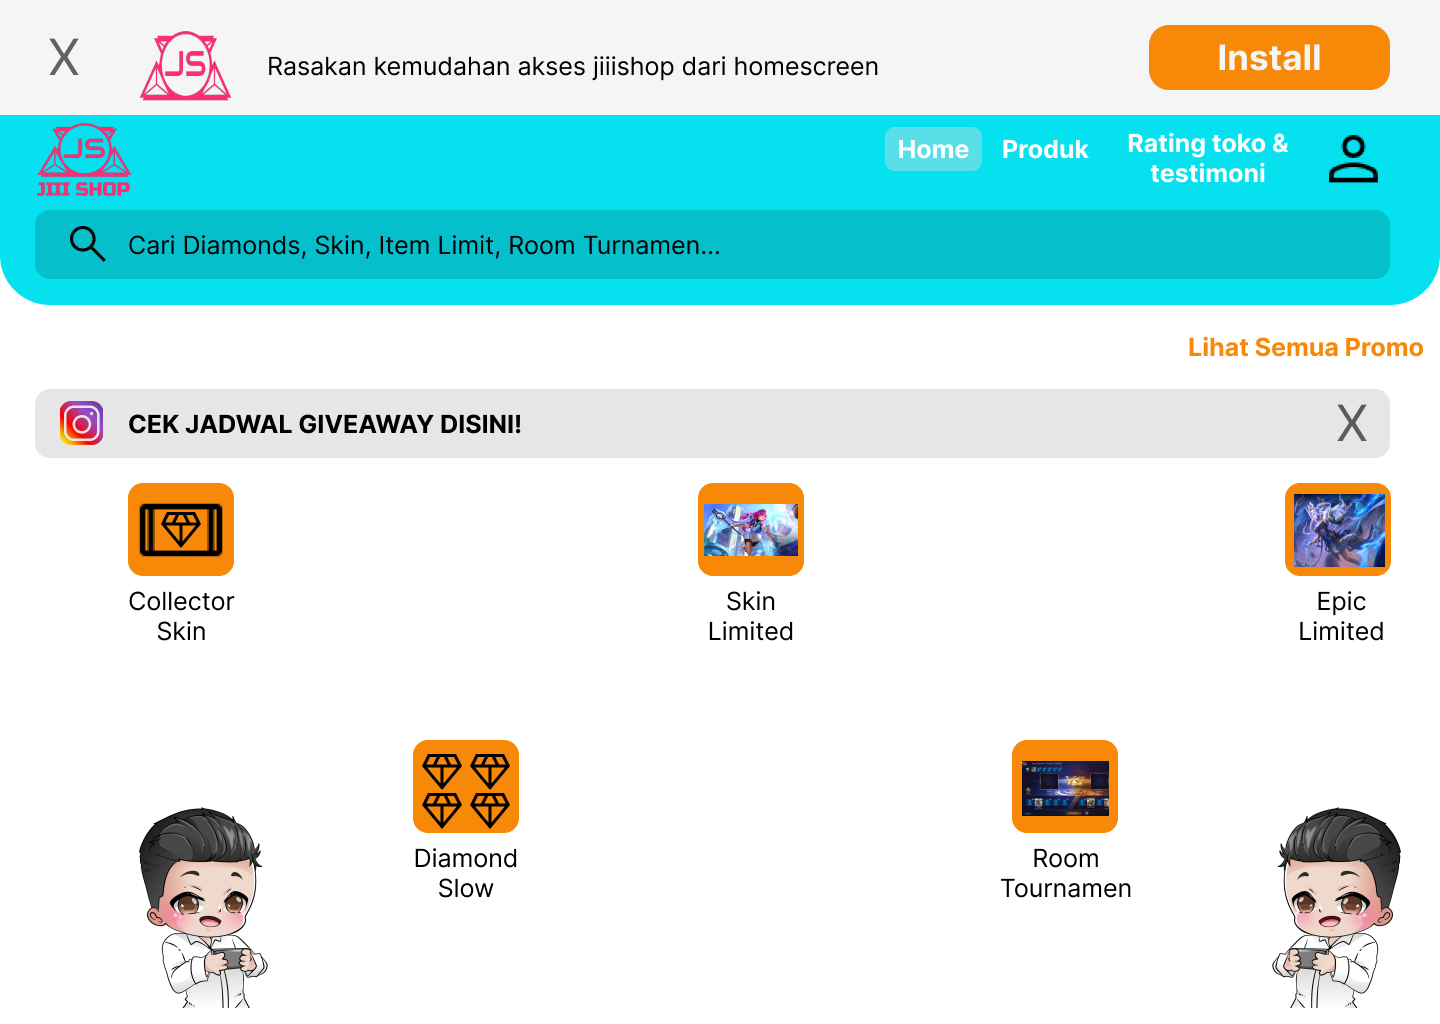 X
JS
Rasakan kemudahan akses jiiishop dari homescreen
Install
JS
JIII SHOP
Home
Produk
Rating toko &
testimoni
Cari Diamonds, Skin, Item Limit, Room Turnamen...
Lihat Semua Promo
CEK JADWAL GIVEAWAY DISINI!
X
Collector
Skin
Skin
Limited
Epic
Limited
Diamond
Slow
Room
Tournamen